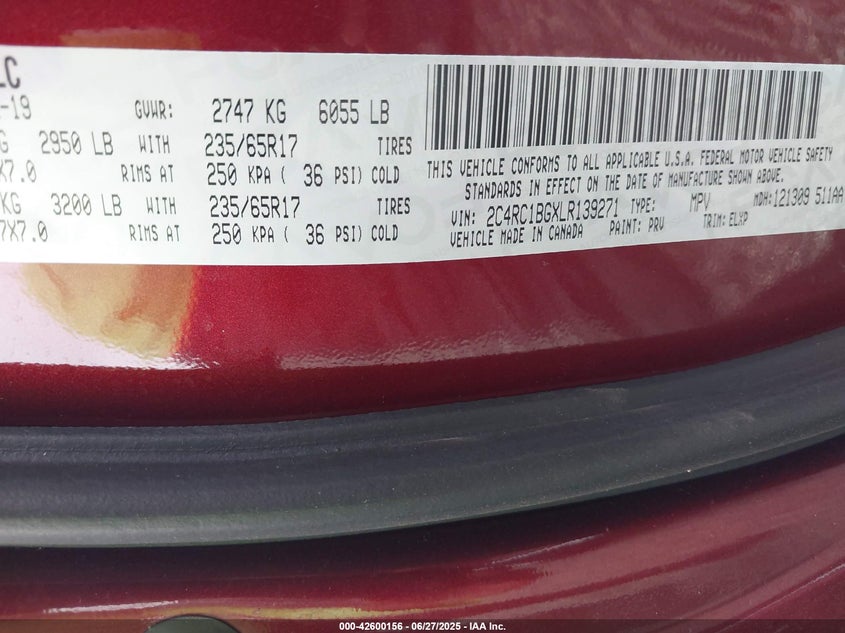 LC
-19 GVWR: 2747 KG 6055 LB
G 2950 LB WITH 235/65R17 TIRES
X7.0 RIMS AT 250 KPA ( 36 PSI) COLD
KG 3200 LB WITH 235/65R17 TIRES
7X7.0 RIMS AT 250 KPA ( 36 PSI) COLD
THIS VEHICLE CONFORMS TO ALL APPLICABLE U.S.A. FEDERAL MOTOR VEHICLE SAFETY
STANDARDS IN EFFECT ON THE DATE OF MANUFACTURE SHOWN ABOVE.
VIN: 2C4RC1BGXLR139271 TYPE: MPV MDH:121309 511AA
VEHICLE MADE IN CANADA PAINT: PRV TRIM: ELXP
000-42600156 - 06/27/2025 - IAA Inc.